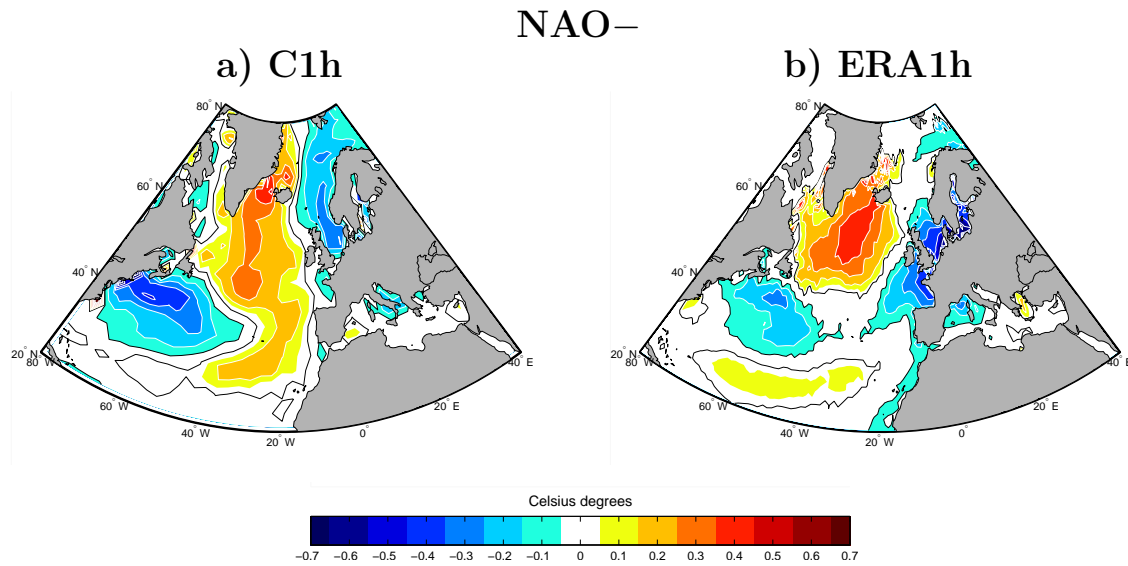 NAO−
a) C1h
b) ERA1h
80° N
60° N
40° N
20° N
80° W
60° W
40° W
20° W
0°
20° E
40° E
80° N
60° N
40° N
20° N
80° W
60° W
40° W
20° W
0°
20° E
40° E
Celsius degrees
−0.7 −0.6 −0.5 −0.4 −0.3 −0.2 −0.1 0 0.1 0.2 0.3 0.4 0.5 0.6 0.7